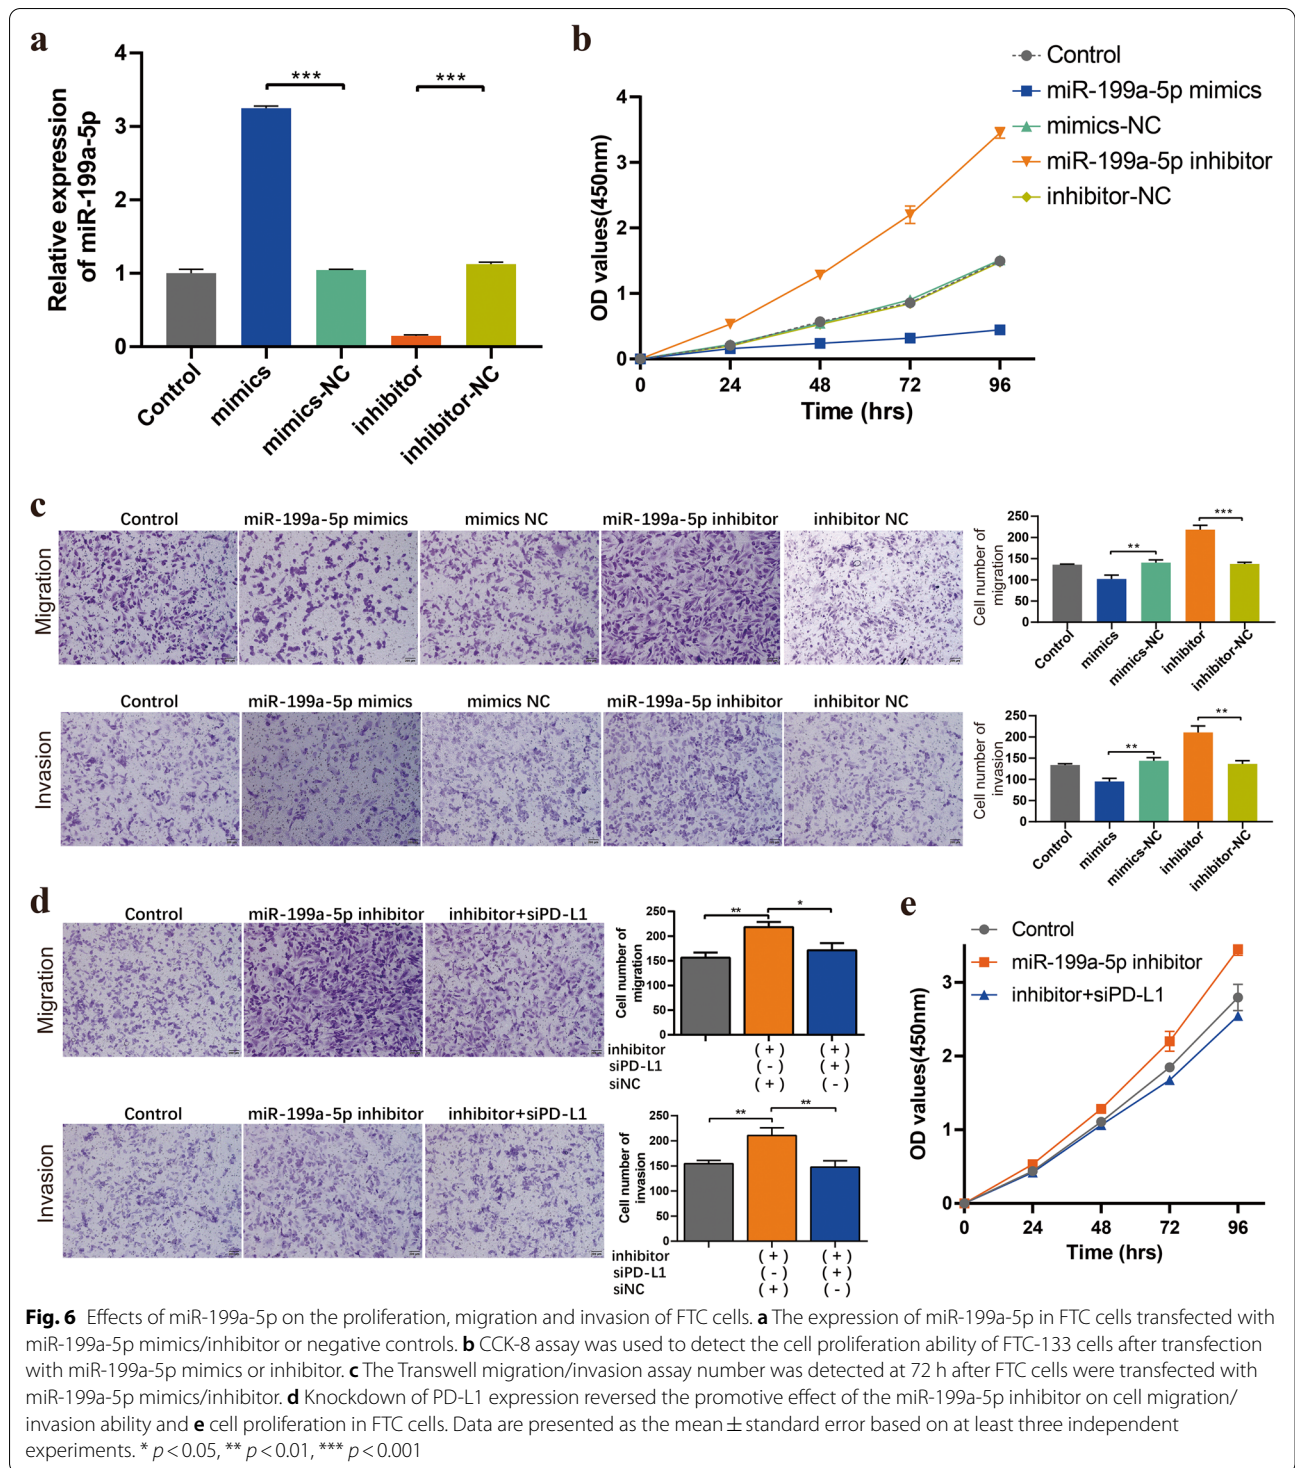 a
Relative expression
of miR-199a-5p
4
3
2
1
0
***
***
Control
mimics
mimics-NC
inhibitor
inhibitor-NC
b
Control
miR-199a-5p mimics
mimics-NC
miR-199a-5p inhibitor
inhibitor-NC
OD values(450nm)
4
3
2
1
0
0 24 48 72 96
Time (hrs)
c
Control miR-199a-5p mimics mimics NC miR-199a-5p inhibitor inhibitor NC
Migration
Cell number of
migration
250
200
150
100
50
0
**
***
Control
mimics
mimics-NC
inhibitor
inhibitor-NC
Control miR-199a-5p mimics mimics NC miR-199a-5p inhibitor inhibitor NC
Invasion
Cell number of
invasion
250
200
150
100
50
0
**
**
Control
mimics
mimics-NC
inhibitor
inhibitor-NC
d
Control miR-199a-5p inhibitor inhibitor+siPD-L1
Migration
Cell number of
migration
250
200
150
100
50
0
**
*
inhibitor (+) (+)
siPD-L1 (-) (+)
siNC (+) (-)
Control miR-199a-5p inhibitor inhibitor+siPD-L1
Invasion
Cell number of
invasion
250
200
150
100
50
0
**
**
inhibitor (+) (+)
siPD-L1 (-) (+)
siNC (+) (-)
e
Control
miR-199a-5p inhibitor
inhibitor+siPD-L1
OD values(450nm)
3
2
1
0
0 24 48 72 96
Time (hrs)
Fig. 6 Effects of miR-199a-5p on the proliferation, migration and invasion of FTC cells. a The expression of miR-199a-5p in FTC cells transfected with
miR-199a-5p mimics/inhibitor or negative controls. b CCK-8 assay was used to detect the cell proliferation ability of FTC-133 cells after transfection
with miR-199a-5p mimics or inhibitor. c The Transwell migration/invasion assay number was detected at 72 h after FTC cells were transfected with
miR-199a-5p mimics/inhibitor. d Knockdown of PD-L1 expression reversed the promotive effect of the miR-199a-5p inhibitor on cell migration/
invasion ability and e cell proliferation in FTC cells. Data are presented as the mean ± standard error based on at least three independent
experiments. * p < 0.05, ** p < 0.01, *** p < 0.001